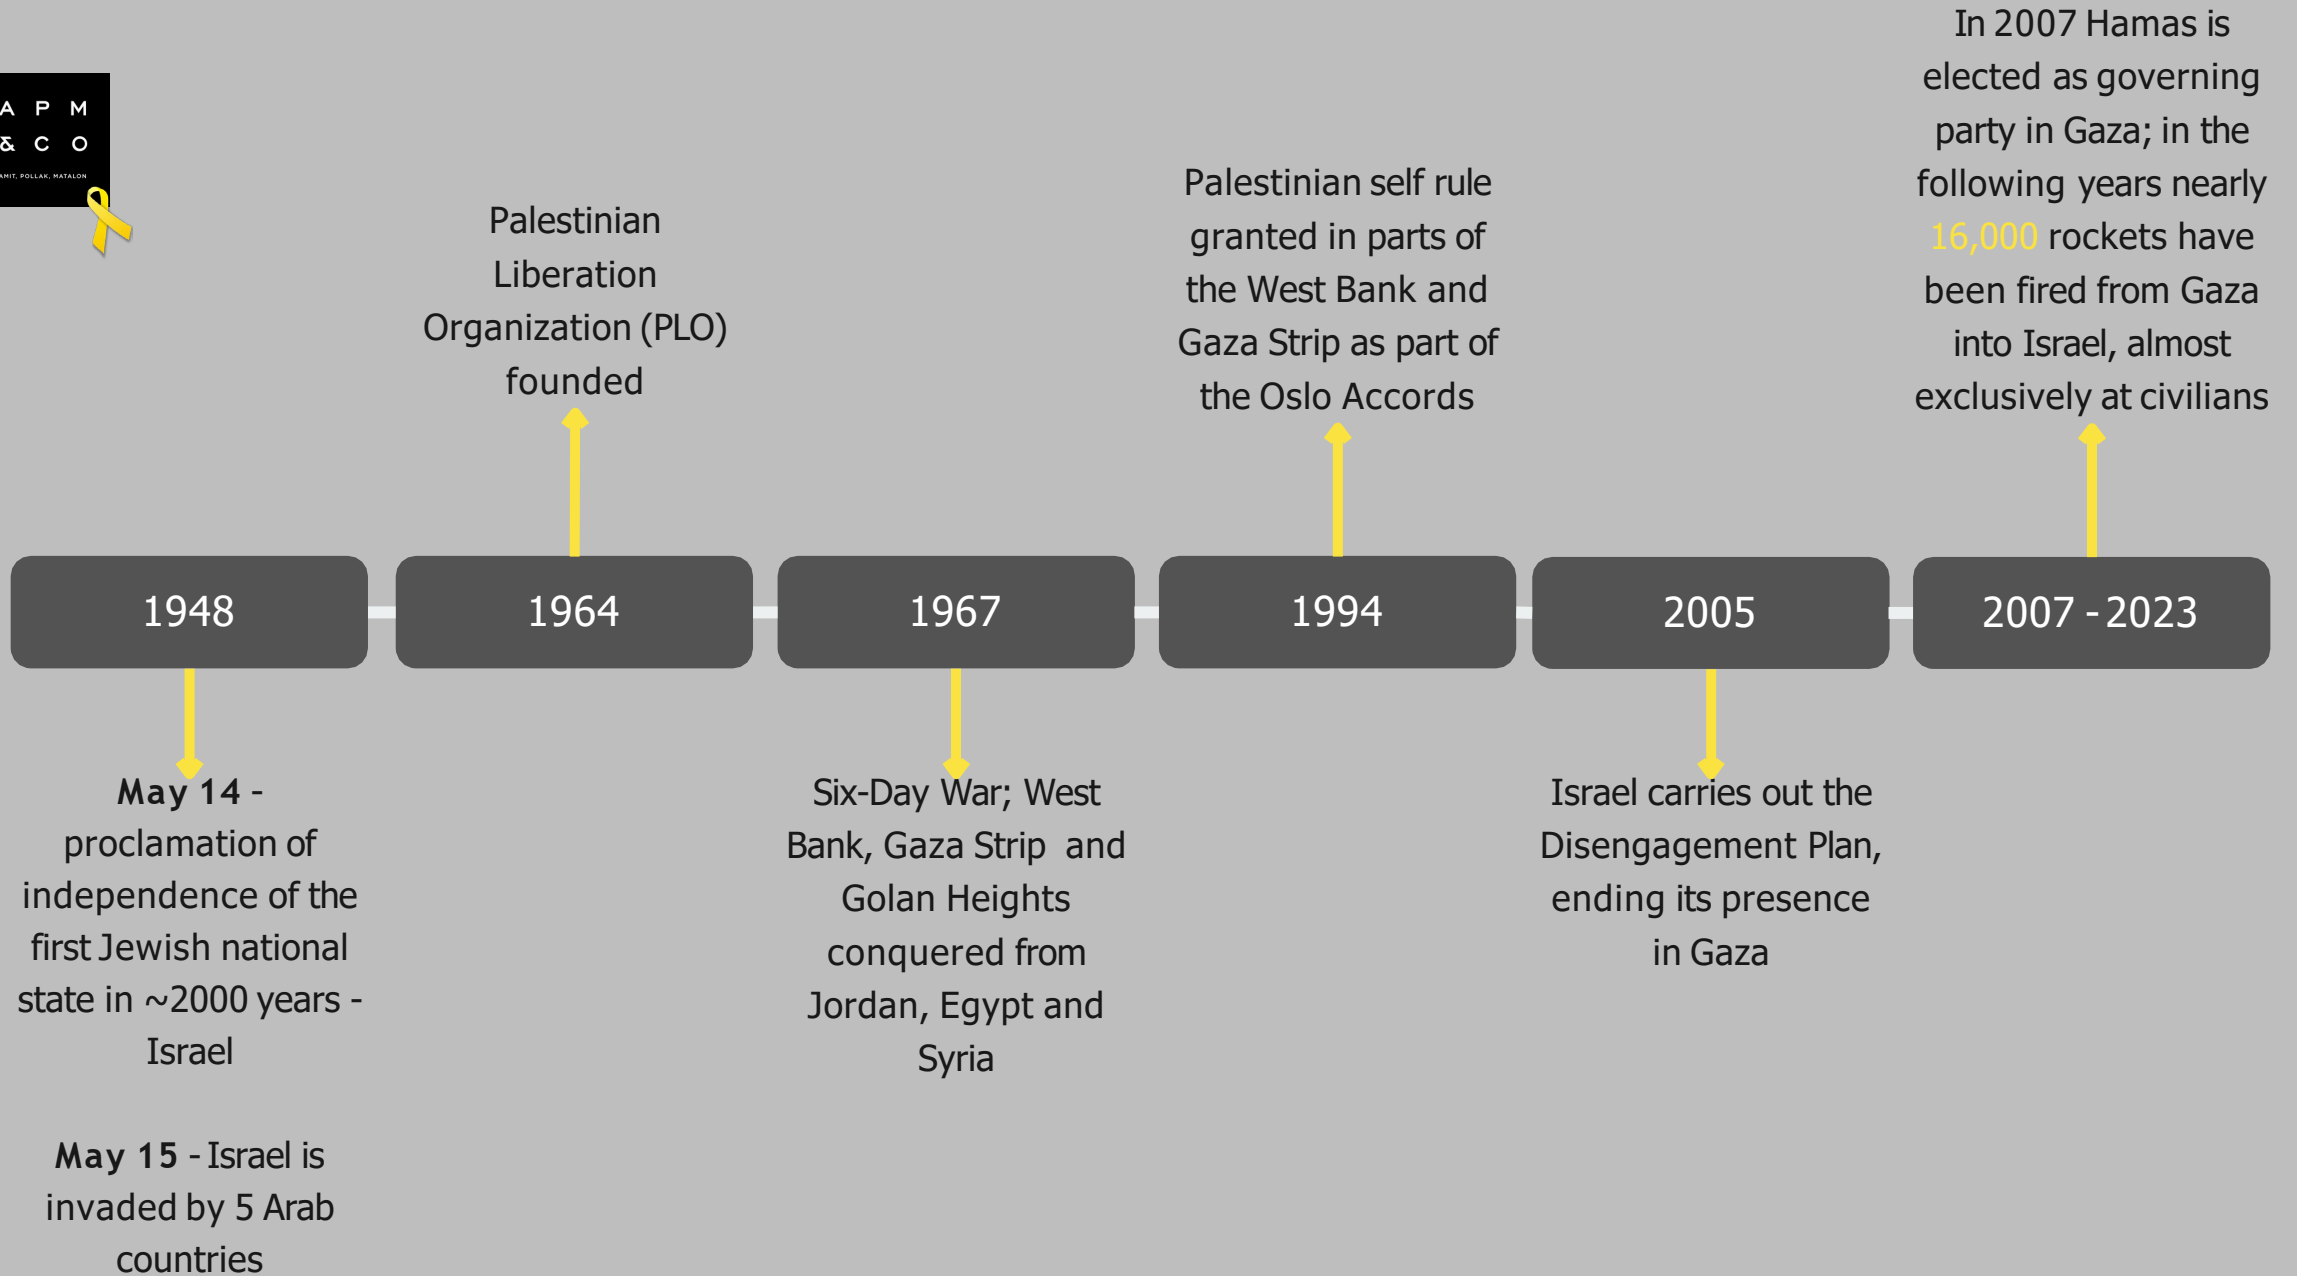 A P M
& C O
AMIT, POLLAK, MATALON
Palestinian
Liberation
Organization (PLO)
founded
Palestinian self rule
granted in parts of
the West Bank and
Gaza Strip as part of
the Oslo Accords
In 2007 Hamas is
elected as governing
party in Gaza; in the
following years nearly
16,000 rockets have
been fired from Gaza
into Israel, almost
exclusively at civilians
1948
1964
1967
1994
2005
2007 - 2023
May 14 -
proclamation of
independence of the
first Jewish national
state in ~2000 years -
Israel
May 15 - Israel is
invaded by 5 Arab
countries
Six-Day War; West
Bank, Gaza Strip and
Golan Heights
conquered from
Jordan, Egypt and
Syria
Israel carries out the
Disengagement Plan,
ending its presence
in Gaza